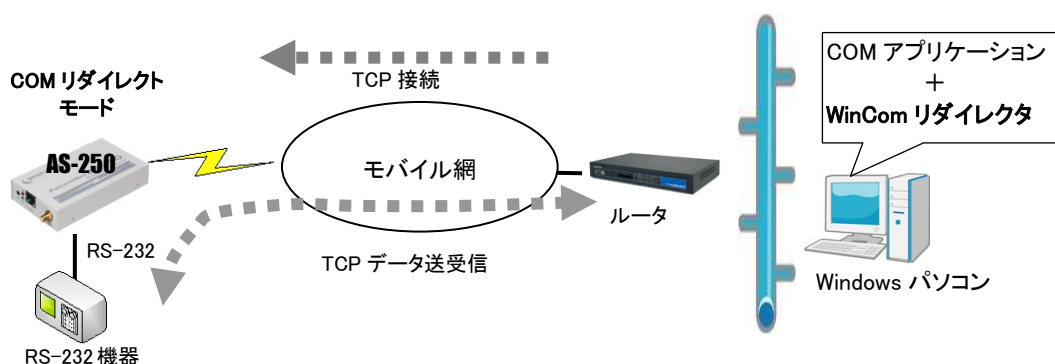 TCP 接続
COM リダイレクト
モード
COM アプリケーション
＋
WinCom リダイレクタ
AS-250
モバイル網
ルータ
RS-232
TCP データ送受信
Windows パソコン
RS-232 機器